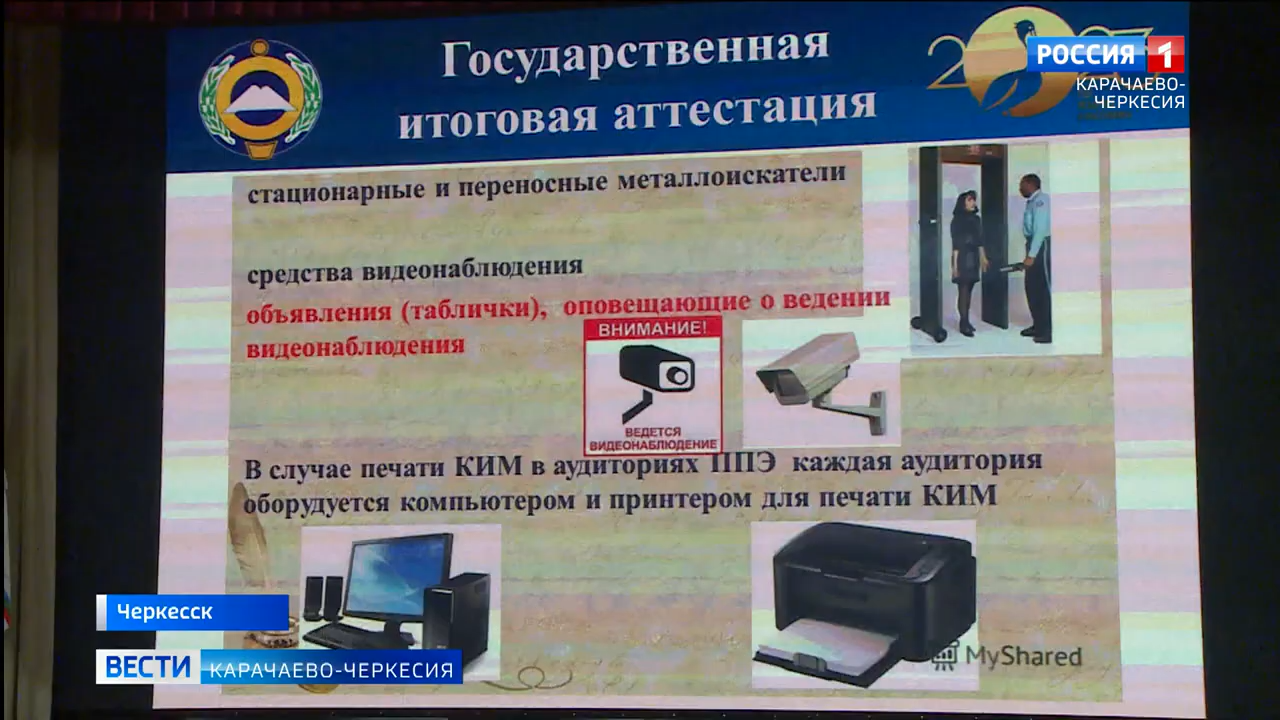 Государственная
итоговая аттестация
РОССИЯ 1
КАРАЧАЕВО-
ЧЕРКЕСИЯ
стационарные и переносные металлоискатели
средства видеонаблюдения
объявления (таблички), оповещающие о ведении
видеонаблюдения
ВНИМАНИЕ!
ВЕДЕТСЯ
ВИДЕОНАБЛЮДЕНИЕ
В случае печати КИМ в аудиториях ППЭ каждая аудитория
оборудуется компьютером и принтером для печати КИМ
MyShared
Черкесск
ВЕСТИ КАРАЧАЕВО-ЧЕРКЕСИЯ